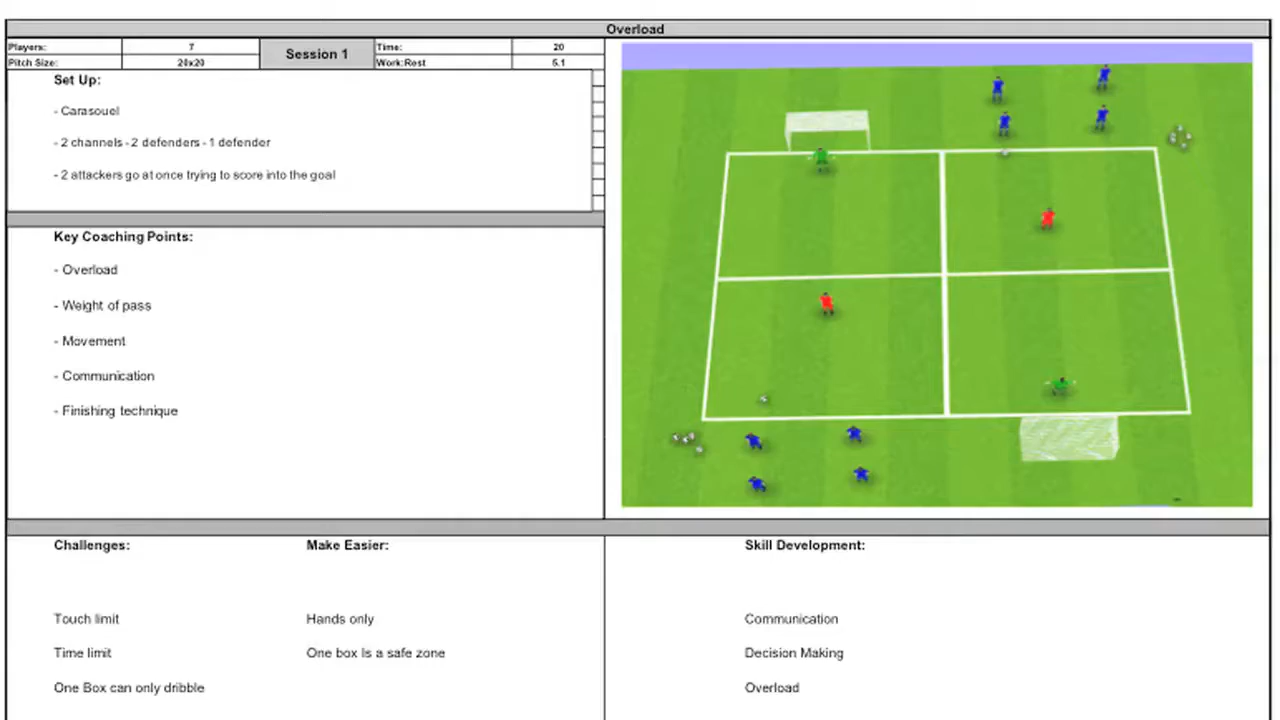 Overload
Players: 7 Session 1 Time: 20
Pitch Size: 20x20 Work:Rest 5.1
Set Up:
- Carasouel
- 2 channels - 2 defenders - 1 defender
- 2 attackers go at once trying to score into the goal
Key Coaching Points:
- Overload
- Weight of pass
- Movement
- Communication
- Finishing technique
Challenges: Make Easier: Skill Development:
Touch limit Hands only Communication
Time limit One box is a safe zone Decision Making
One Box can only dribble Overload